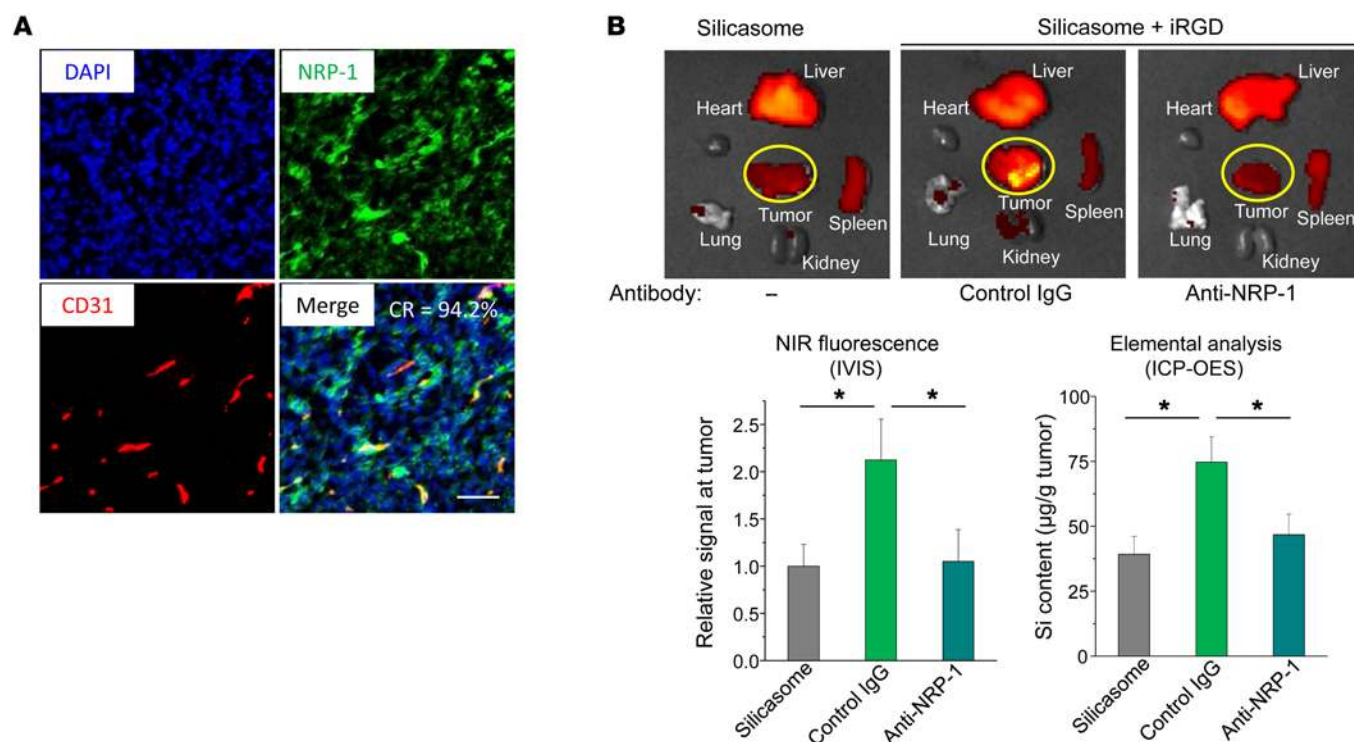 A
DAPI
NRP-1
CD31
Merge
CR = 94.2%
B
Silicasome
Silicasome + iRGD
Liver
Heart
Tumor
Lung
Spleen
Kidney
Liver
Heart
Tumor
Lung
Spleen
Kidney
Liver
Heart
Tumor
Lung
Spleen
Kidney
Antibody:
–
Control IgG
Anti-NRP-1
NIR fluorescence
(IVIS)
Relative signal at tumor
2.5
2.0
1.5
1.0
0.5
0.0
*
*
Silicasome
Control IgG
Anti-NRP-1
Elemental analysis
(ICP-OES)
Si content (µg/g tumor)
100
75
50
25
0
*
*
Silicasome
Control IgG
Anti-NRP-1